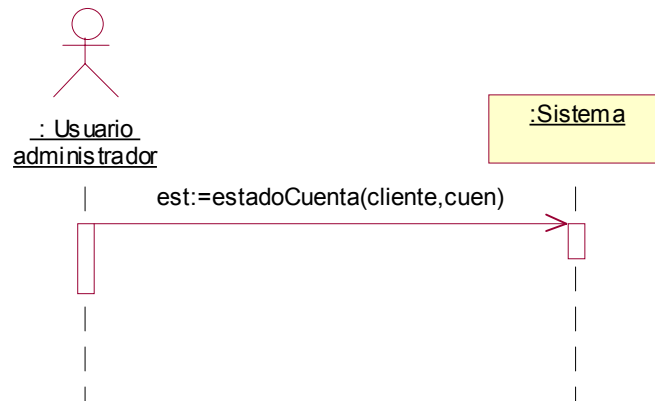 : Usuario
administrador
:Sistema
est:=estadoCuenta(cliente,cuen)